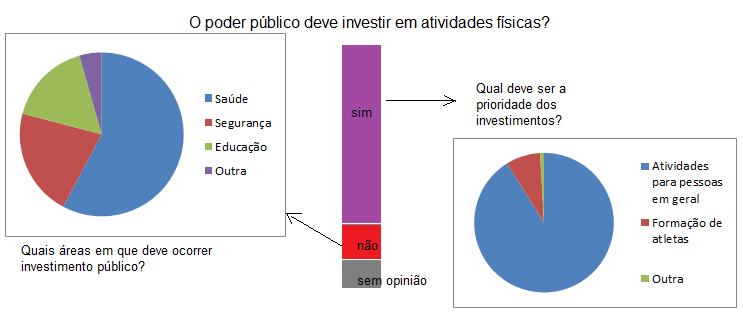 O poder público deve investir em atividades físicas?
Saúde
Segurança
Educação
Outra
Quais áreas em que deve ocorrer
investimento público?
sim
não
sem opinião
Qual deve ser a
prioridade dos
investimentos?
Atividades
para pessoas
em geral
Formação de
atletas
Outra